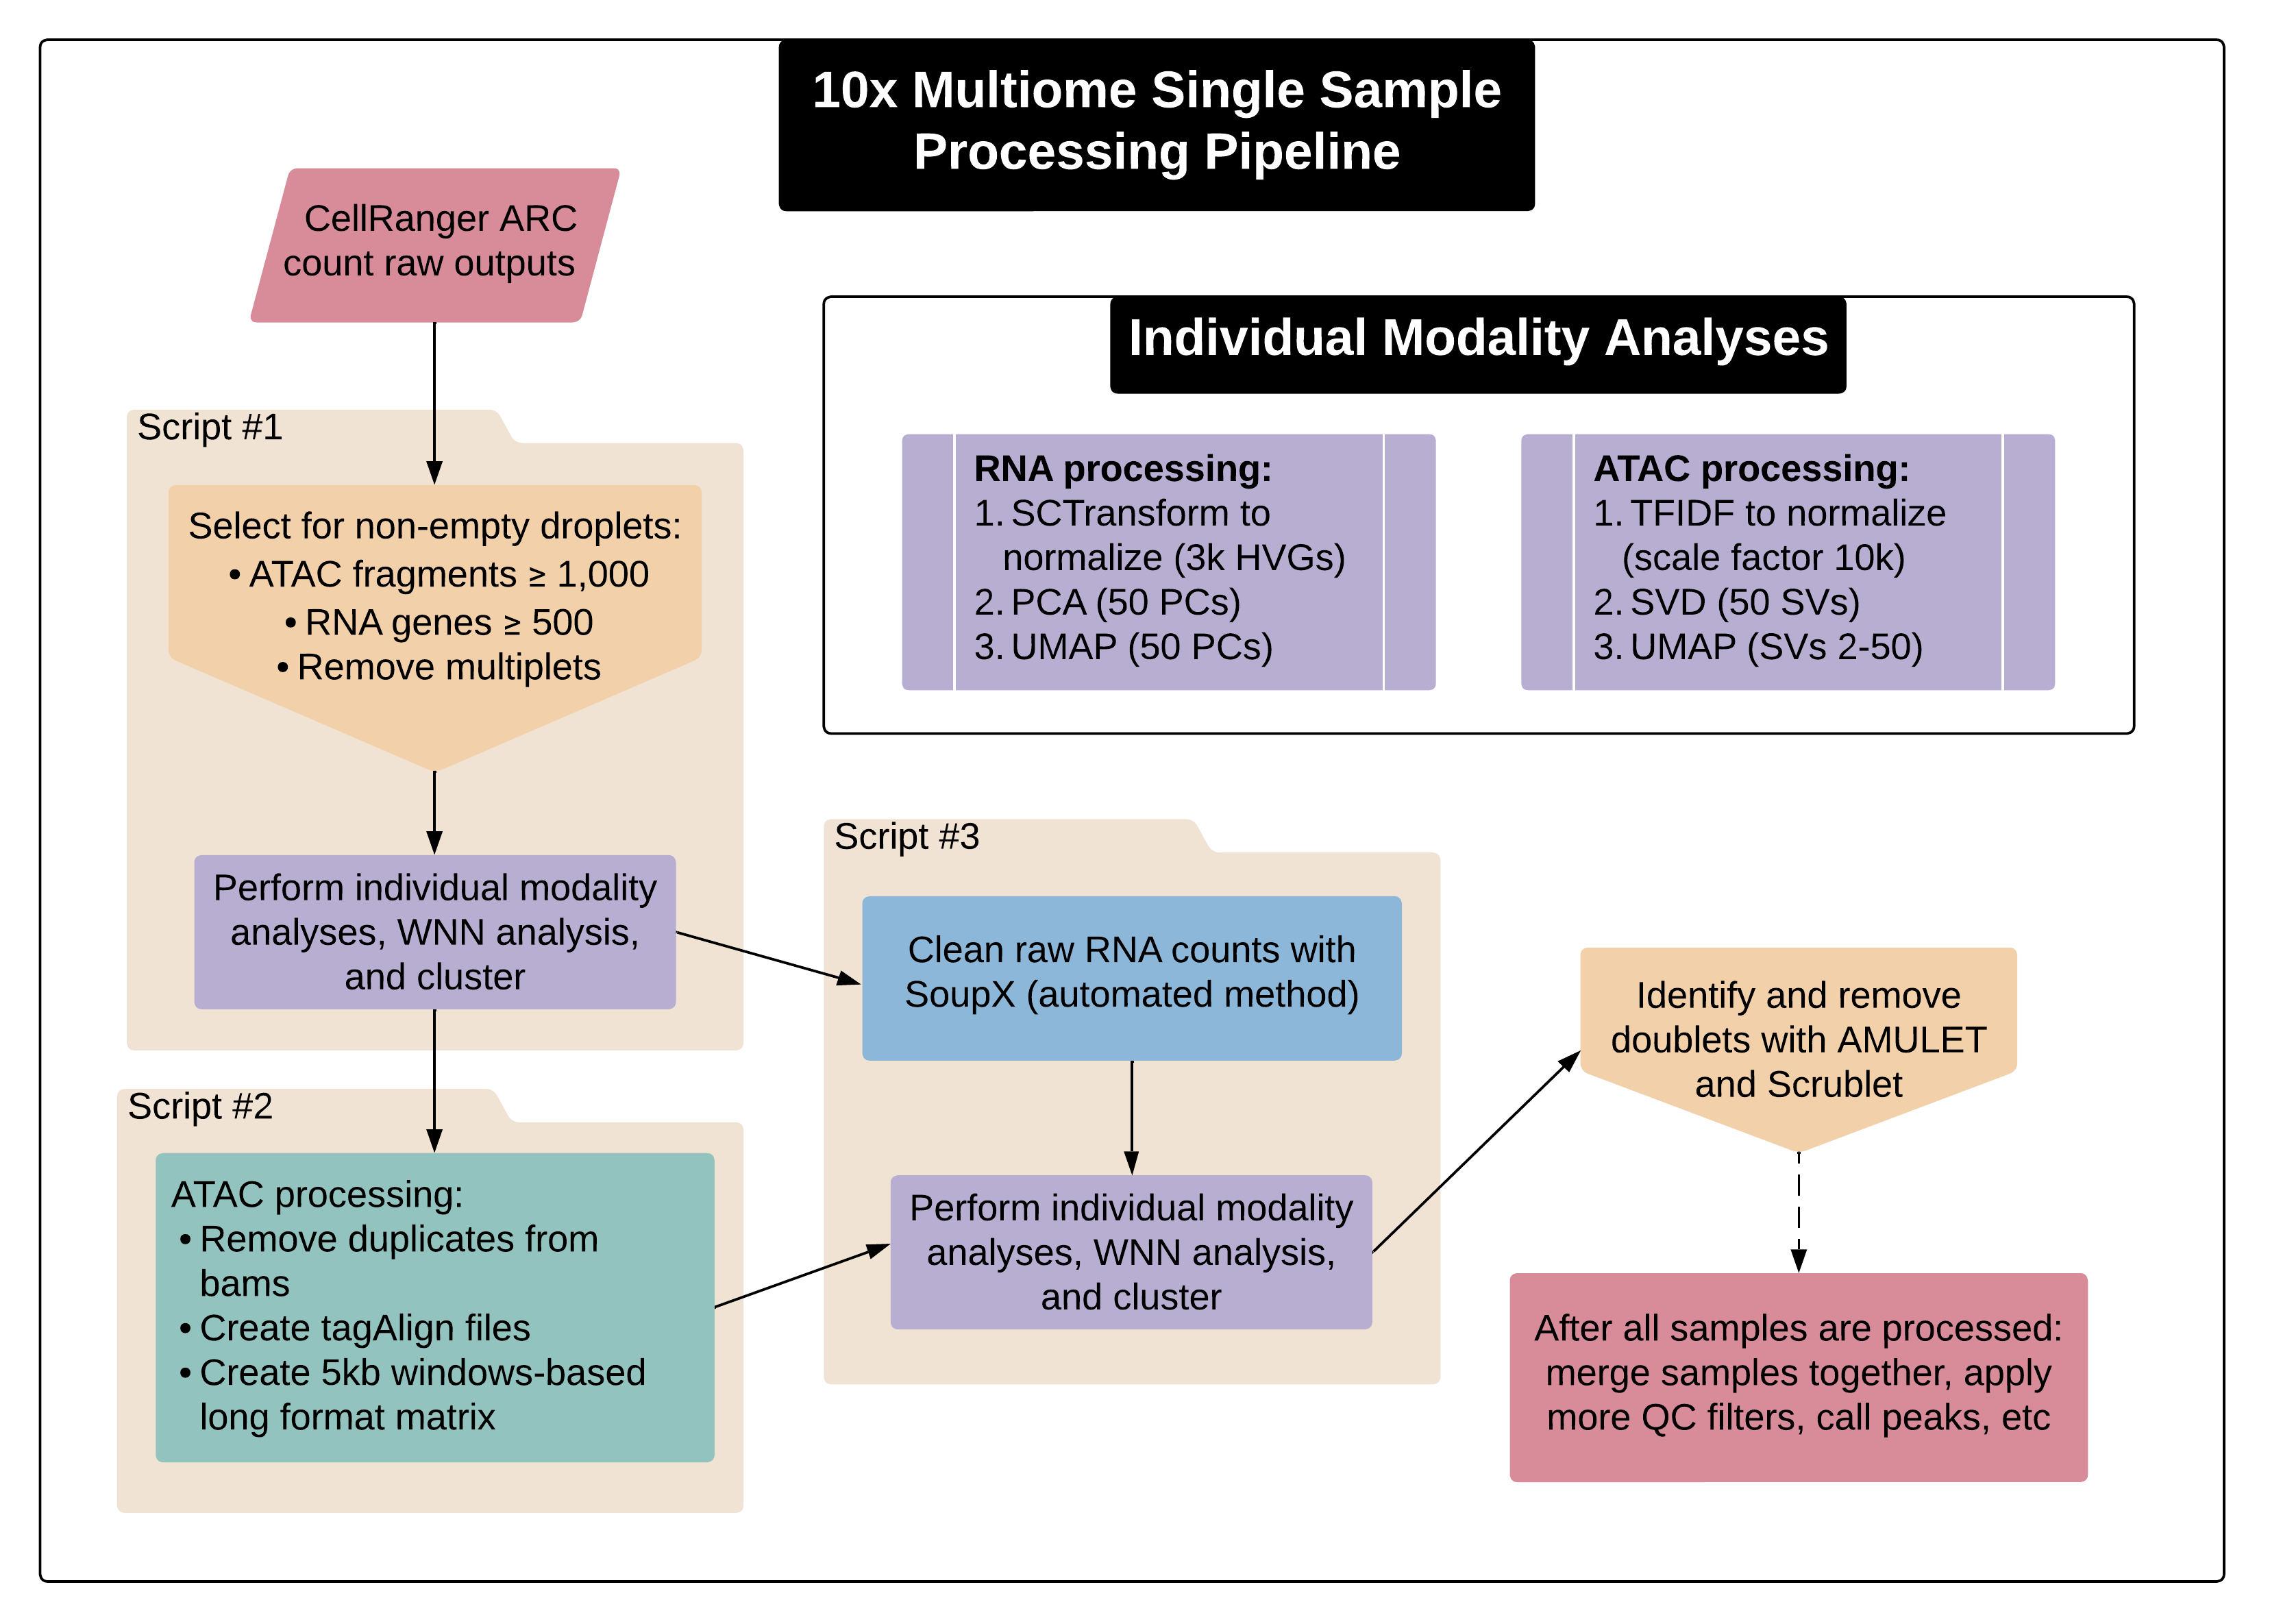 10x Multiome Single Sample
Processing Pipeline
CellRanger ARC
count raw outputs
Script #1
Select for non-empty droplets:
• ATAC fragments ≥ 1,000
• RNA genes ≥ 500
• Remove multiplets
Perform individual modality
analyses, WNN analysis,
and cluster
Script #2
ATAC processing:
• Remove duplicates from
bams
• Create tagAlign files
• Create 5kb windows-based
long format matrix
Individual Modality Analyses
RNA processing:
1. SCTransform to
normalize (3k HVGs)
2. PCA (50 PCs)
3. UMAP (50 PCs)
ATAC processing:
1. TFIDF to normalize
(scale factor 10k)
2. SVD (50 SVs)
3. UMAP (SVs 2-50)
Script #3
Clean raw RNA counts with
SoupX (automated method)
Perform individual modality
analyses, WNN analysis,
and cluster
Identify and remove
doublets with AMULET
and Scrublet
After all samples are processed:
merge samples together, apply
more QC filters, call peaks, etc